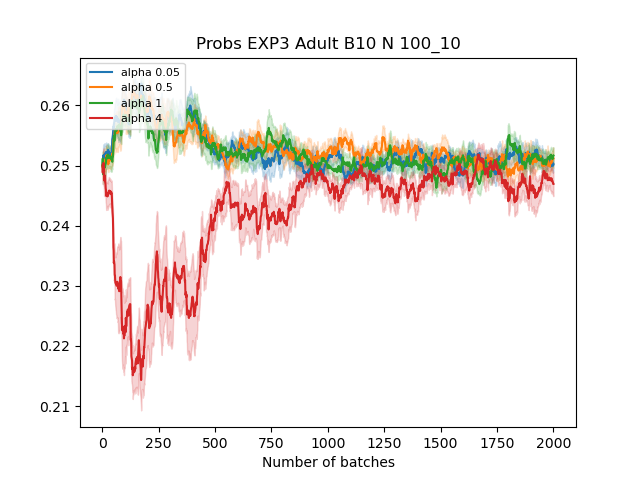 Probs EXP3 Adult B10 N 100_10
alpha 0.05
alpha 0.5
alpha 1
alpha 4
0.26
0.25
0.24
0.23
0.22
0.21
0 250 500 750 1000 1250 1500 1750 2000
Number of batches